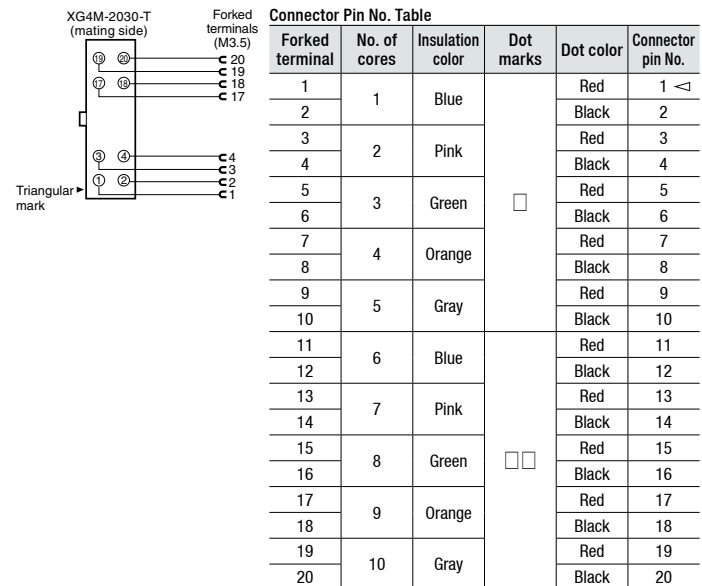 XG4M-2030-T
(mating side)
Forked
terminals
(M3.5)
19 20 20
19
17 18 18
17
3 4 4
3
1 2 2
1
Triangular
mark
Connector Pin No. Table
Forked terminal No. of cores Insulation color Dot marks Dot color Connector pin No.
1 1 Blue □ Red 1 ◁
2 Black 2
3 2 Pink Red 3
4 Black 4
5 3 Green Red 5
6 Black 6
7 4 Orange Red 7
8 Black 8
9 5 Gray Red 9
10 Black 10
11 6 Blue □□ Red 11
12 Black 12
13 7 Pink Red 13
14 Black 14
15 8 Green Red 15
16 Black 16
17 9 Orange Red 17
18 Black 18
19 10 Gray Red 19
20 Black 20